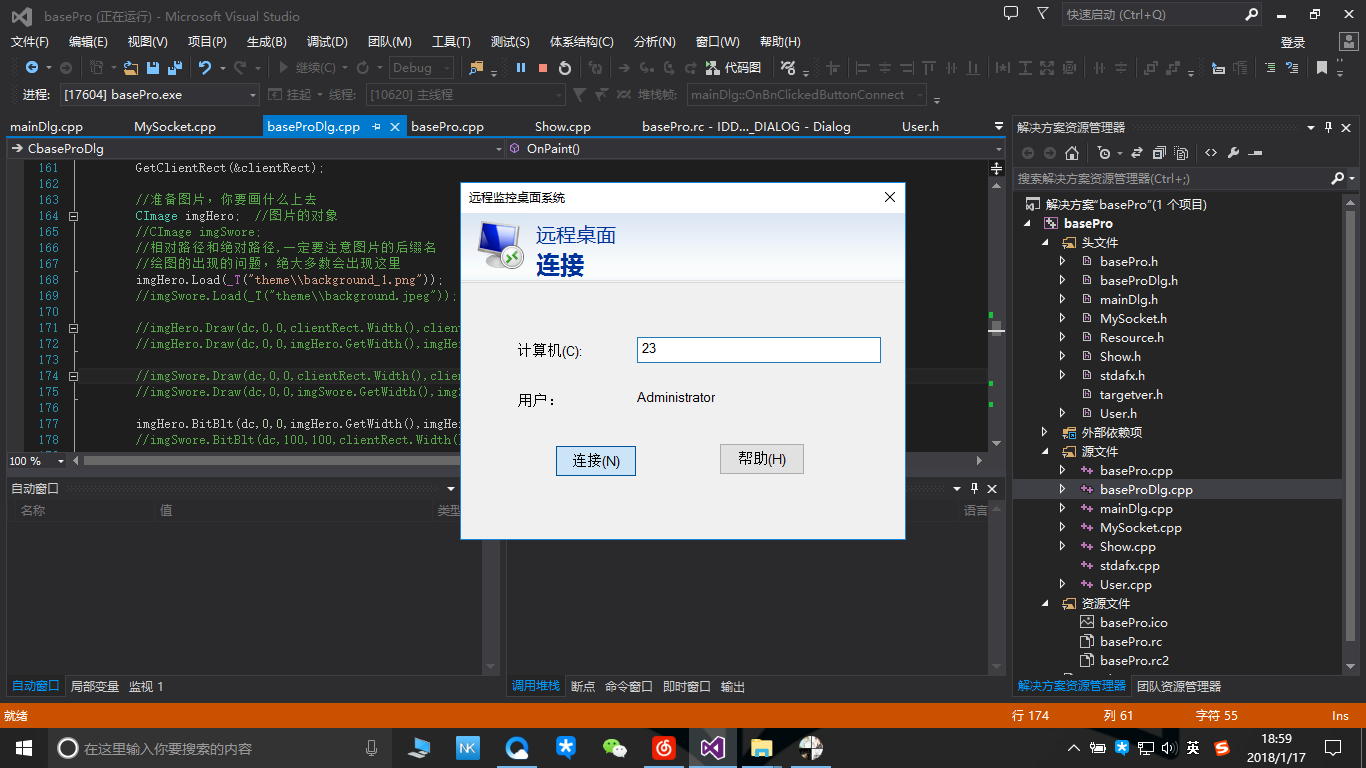 basePro (正在运行) - Microsoft Visual Studio
快速启动 (Ctrl+Q)
文件(F) 编辑(E) 视图(V) 项目(P) 生成(B) 调试(D) 团队(M) 工具(T) 测试(S) 体系结构(C) 分析(N) 窗口(W) 帮助(H)
登录
继续(C) Debug 代码图
进程: [17604] basePro.exe 挂起 线程: [10620] 主线程 堆栈帧: mainDlg::OnBnClickedButtonConnect
mainDlg.cpp MySocket.cpp baseProDlg.cpp basePro.cpp Show.cpp basePro.rc - IDD..._DIALOG - Dialog User.h
CbaseProDlg OnPaint()
161 GetClientRect(&clientRect);
162
163 //准备图片，你要画什么上去
164 CImage imgHero; //图片的对象
165 //CImage imgSwore;
166 //相对路径和绝对路径,一定要注意图片的后缀名
167 //绘图的出现的问题，绝大多数会出现这里
168 imgHero.Load(_T("theme\\background_1.png"));
169 //imgSwore.Load(_T("theme\\background.jpeg"));
170
171 //imgHero.Draw(dc,0,0,clientRect.Width(),clien
172 //imgHero.Draw(dc,0,0,imgHero.GetWidth(),imgHe
173
174 //imgSwore.Draw(dc,0,0,clientRect.Width(),clie
175 //imgSwore.Draw(dc,0,0,imgSwore.GetWidth(),img
176
177 imgHero.BitBlt(dc,0,0,imgHero.GetWidth(),imgHe
178 //imgSwore.BitBlt(dc,100,100,clientRect.Width(
100 %
远程监控桌面系统
远程桌面
连接
计算机(C): 23
用户： Administrator
连接(N) 帮助(H)
自动窗口
名称 值 类型 语言
自动窗口 局部变量 监视 1
调用堆栈 断点 命令窗口 即时窗口 输出
解决方案资源管理器
搜索解决方案资源管理器(Ctrl+;)
解决方案"basePro"(1 个项目)
basePro
头文件
basePro.h
baseProDlg.h
mainDlg.h
MySocket.h
Resource.h
Show.h
stdafx.h
targetver.h
User.h
外部依赖项
源文件
basePro.cpp
baseProDlg.cpp
mainDlg.cpp
MySocket.cpp
Show.cpp
stdafx.cpp
User.cpp
资源文件
basePro.ico
basePro.rc
basePro.rc2
解决方案资源管理器 团队资源管理器
就绪 行 174 列 61 字符 55 Ins
在这里输入你要搜索的内容
NK
英
18:59
2018/1/17